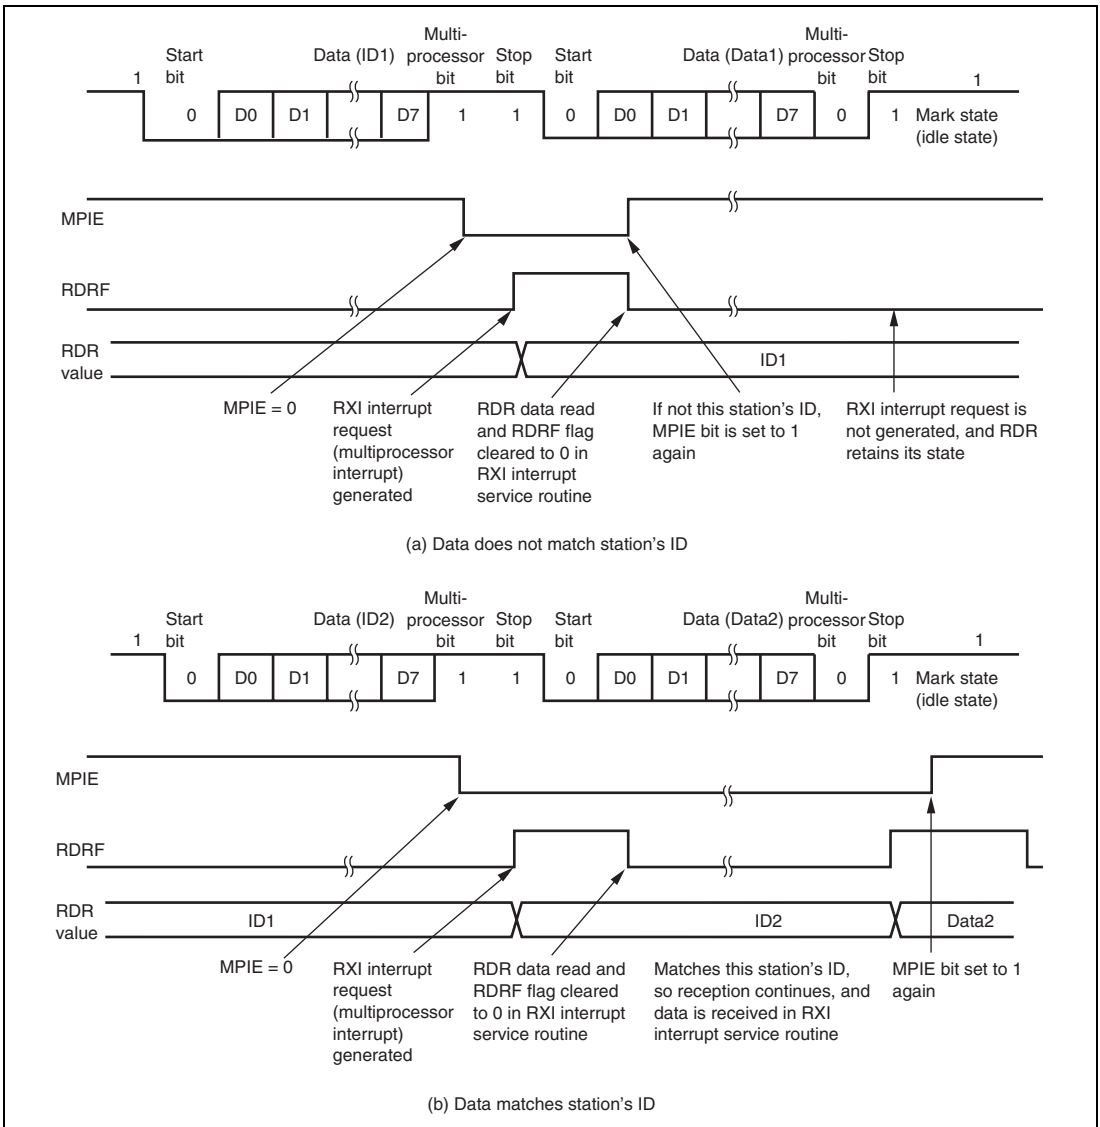 Multi- Multi-
Start Data (ID1) processor Stop Start Data (Data1) processor Stop
1 bit bit bit bit bit bit 1
0 D0 D1 D7 1 1 0 D0 D1 D7 0 1 Mark state
(idle state)
MPIE
RDRF
RDR
value
ID1
MPIE = 0
RXI interrupt
request
(multiprocessor
interrupt)
generated
RDR data read
and RDRF flag
cleared to 0 in
RXI interrupt
service routine
If not this station's ID,
MPIE bit is set to 1
again
RXI interrupt request is
not generated, and RDR
retains its state
(a) Data does not match station's ID
Multi- Multi-
Start Data (ID2) processor Stop Start Data (Data2) processor Stop
1 bit bit bit bit bit bit 1
0 D0 D1 D7 1 1 0 D0 D1 D7 0 1 Mark state
(idle state)
MPIE
RDRF
RDR
value
ID1 ID2 Data2
MPIE = 0
RXI interrupt
request
(multiprocessor
interrupt)
generated
RDR data read and
RDRF flag cleared
to 0 in RXI interrupt
service routine
Matches this station's ID,
so reception continues, and
data is received in RXI
interrupt service routine
MPIE bit set to 1
again
(b) Data matches station's ID